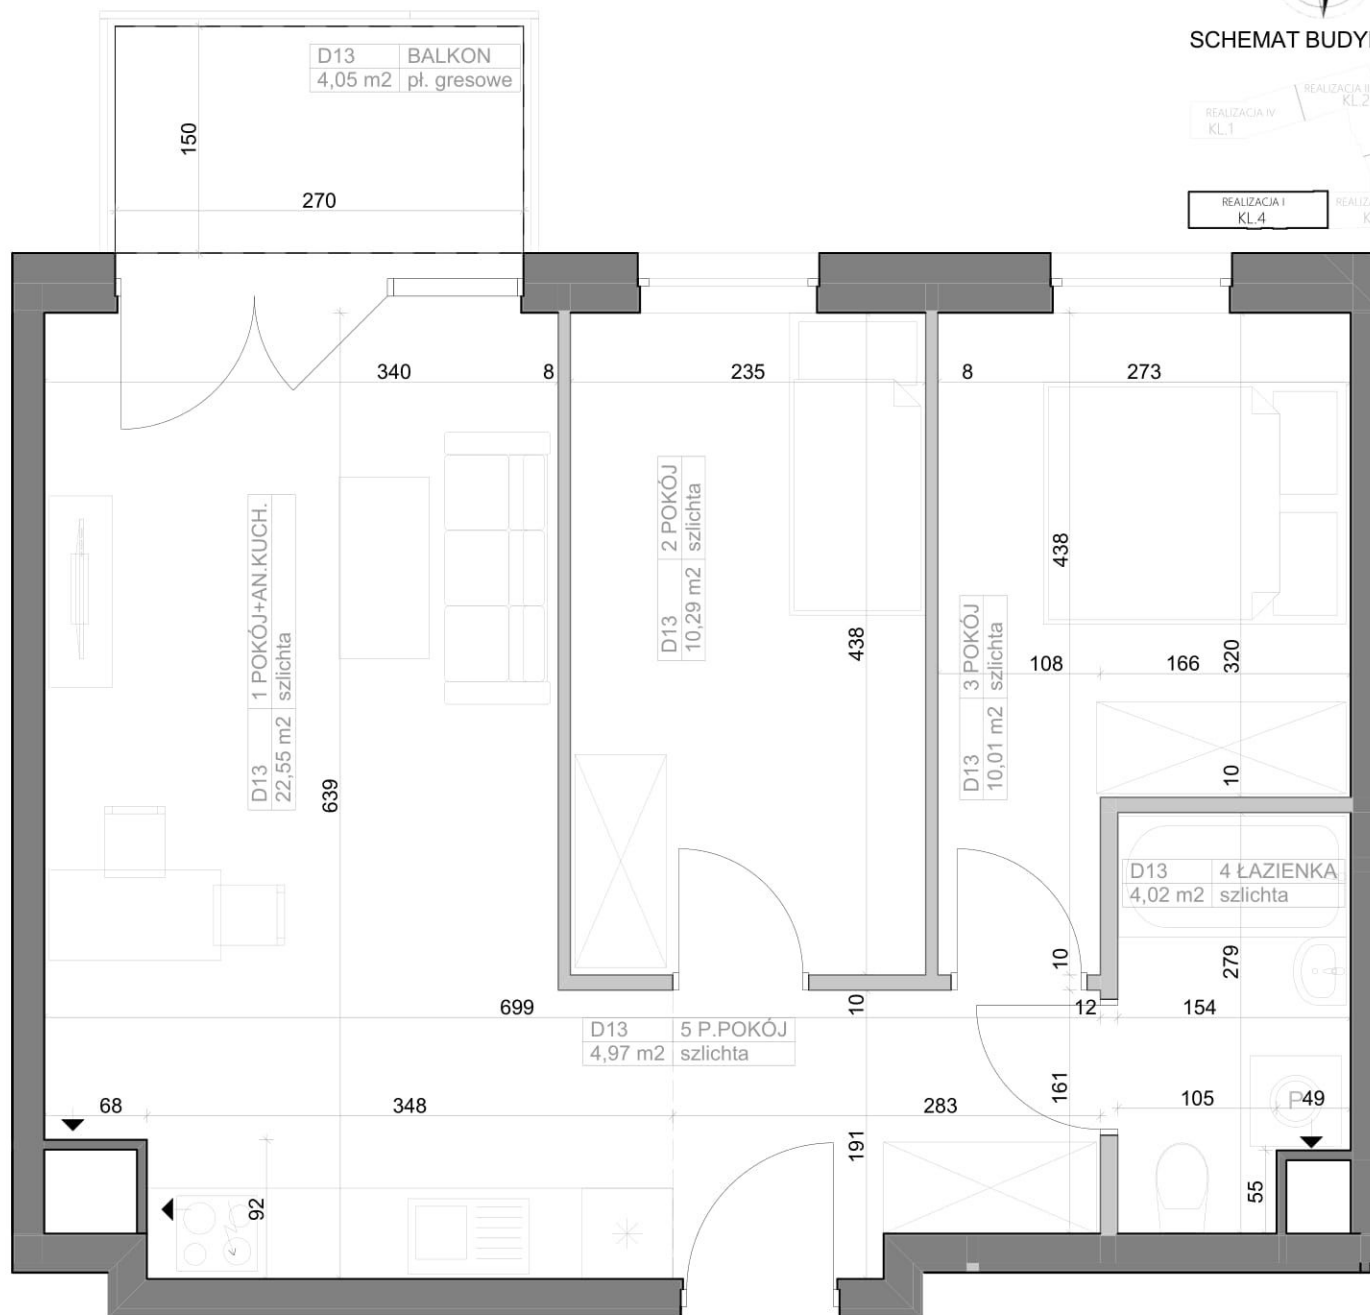 SCHEMAT BUDY
REALIZACJA IV
KL.1
REALIZACJA II
KL.2
REALIZACJA I
KL.4
D13 BALKON
4,05 m2 pł. gresowe
150
270
340
8
235
8
273
D13 1 POKÓJ+AN.KUCH.
22,55 m2 szlichta
D13 2 POKÓJ
10,29 m2 szlichta
D13 3 POKÓJ
10,01 m2 szlichta
438
438
320
108
166
639
10
D13 4 ŁAZIENKA
4,02 m2 szlichta
279
10
699
10
12
154
D13 5 P.POKÓJ
4,97 m2 szlichta
68
348
283
161
105
P
49
191
92
55